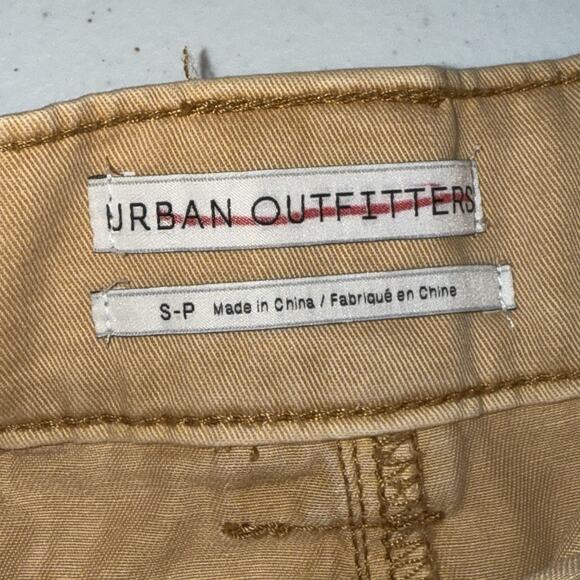 URBAN OUTFITTERS
S-P Made in China / Fabriqué en Chine